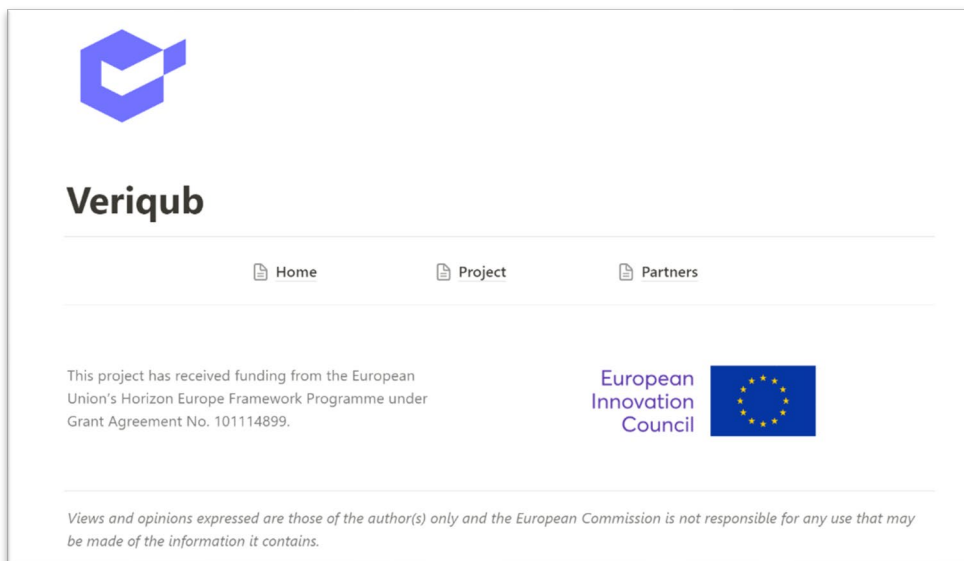 Veriqub
Home Project Partners
This project has received funding from the European
Union's Horizon Europe Framework Programme under
Grant Agreement No. 101114899.
European
Innovation
Council
Views and opinions expressed are those of the author(s) only and the European Commission is not responsible for any use that may
be made of the information it contains.